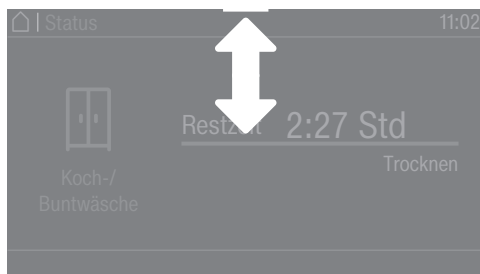 | Status 11:02
Restzeit 2:27 Std
Trocknen
Koch-/
Buntwäsche